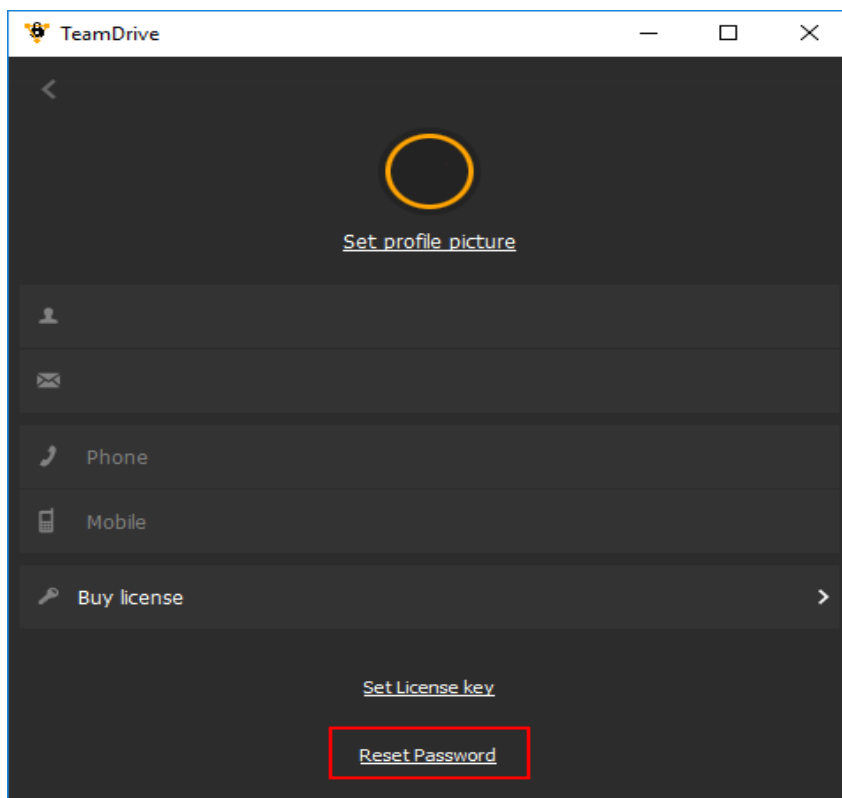 TeamDrive
Set profile picture
Phone
Mobile
Buy license
Set License key
Reset Password